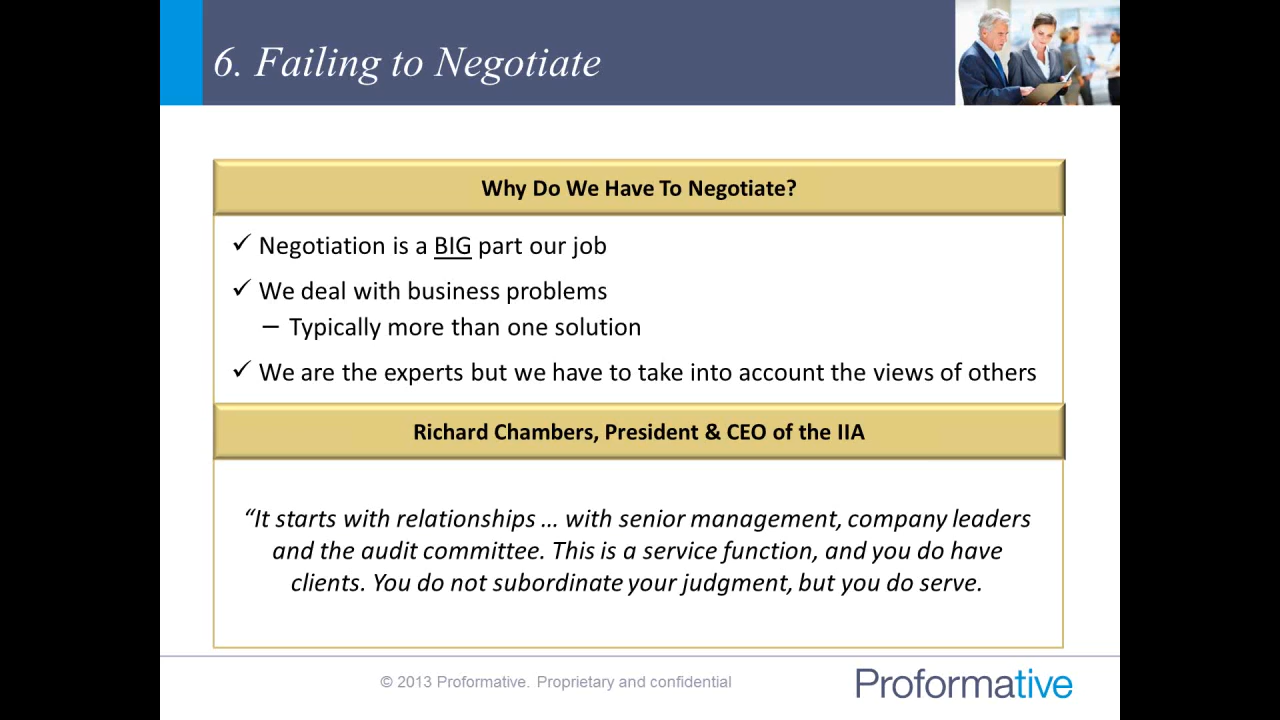 6. Failing to Negotiate
Why Do We Have To Negotiate?
✓ Negotiation is a BIG part our job
✓ We deal with business problems
– Typically more than one solution
✓ We are the experts but we have to take into account the views of others
Richard Chambers, President & CEO of the IIA
“It starts with relationships … with senior management, company leaders
and the audit committee. This is a service function, and you do have
clients. You do not subordinate your judgment, but you do serve.
© 2013 Proformative. Proprietary and confidential
Proformative